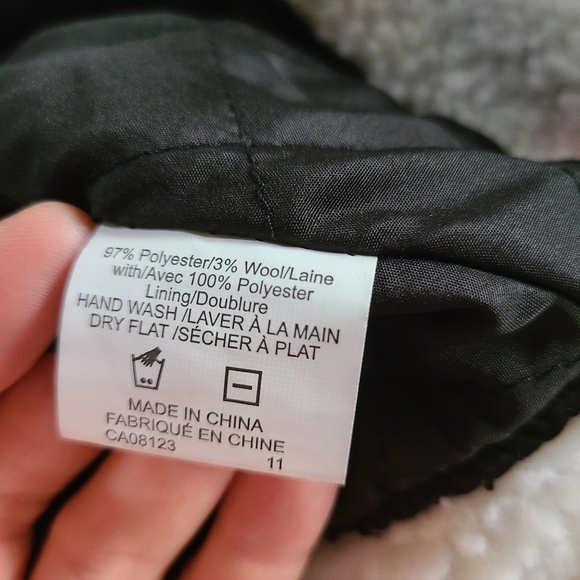 97% Polyester/3% Wool/Laine
with/Avec 100% Polyester
Lining/Doublure
HAND WASH /LAVER À LA MAIN
DRY FLAT /SÉCHER À PLAT
MADE IN CHINA
FABRIQUÉ EN CHINE
CA08123
11